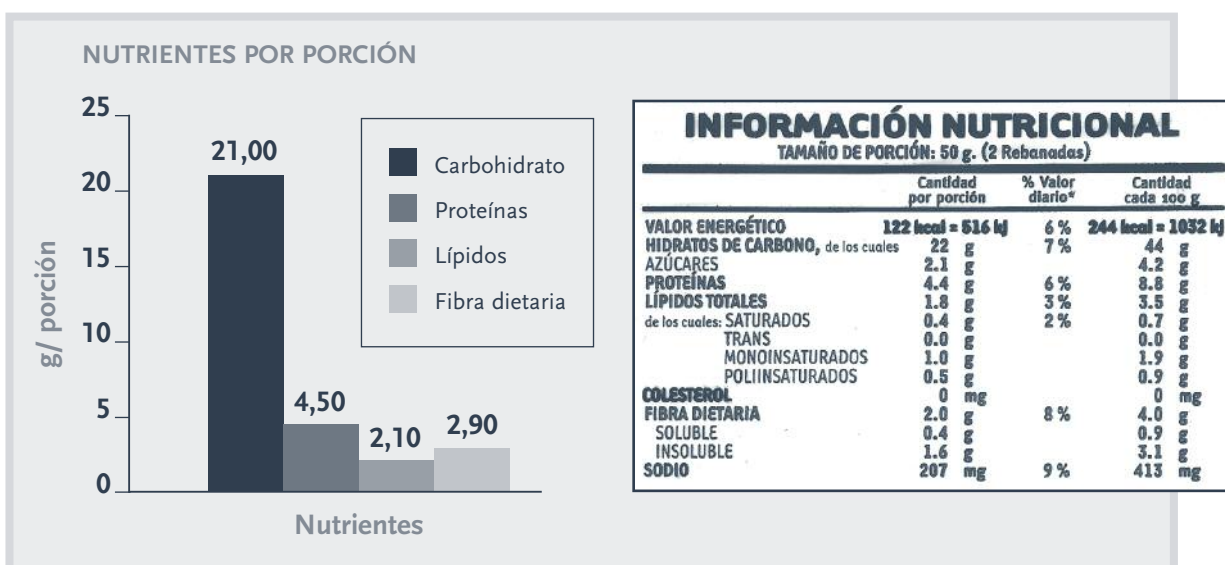 NUTRIENTES POR PORCIÓN
25
20
15
10
5
0
g/ porción
21,00
4,50
2,10
2,90
Nutrientes
Carbohidrato
Proteínas
Lípidos
Fibra dietaria
INFORMACIÓN NUTRICIONAL
TAMAÑO DE PORCIÓN: 50 g. (2 Rebanadas)
Cantidad % Valor Cantidad
por porción diario* cada 100 g
VALOR ENERGÉTICO 122 kcal = 516 kJ 6 % 244 kcal = 1032 kJ
HIDRATOS DE CARBONO, de los cuales 22 g 7 % 44 g
AZÚCARES 2.1 g 4.2 g
PROTEÍNAS 4.4 g 6 % 8.8 g
LÍPIDOS TOTALES 1.8 g 3 % 3.5 g
de los cuales: SATURADOS 0.4 g 2 % 0.7 g
TRANS 0.0 g 0.0 g
MONOINSATURADOS 1.0 g 1.9 g
POLIINSATURADOS 0.5 g 0.9 g
COLESTEROL 0 mg 0 mg
FIBRA DIETARIA 2.0 g 8 % 4.0 g
SOLUBLE 0.4 g 0.9 g
INSOLUBLE 1.6 g 3.1 g
SODIO 207 mg 9 % 413 mg